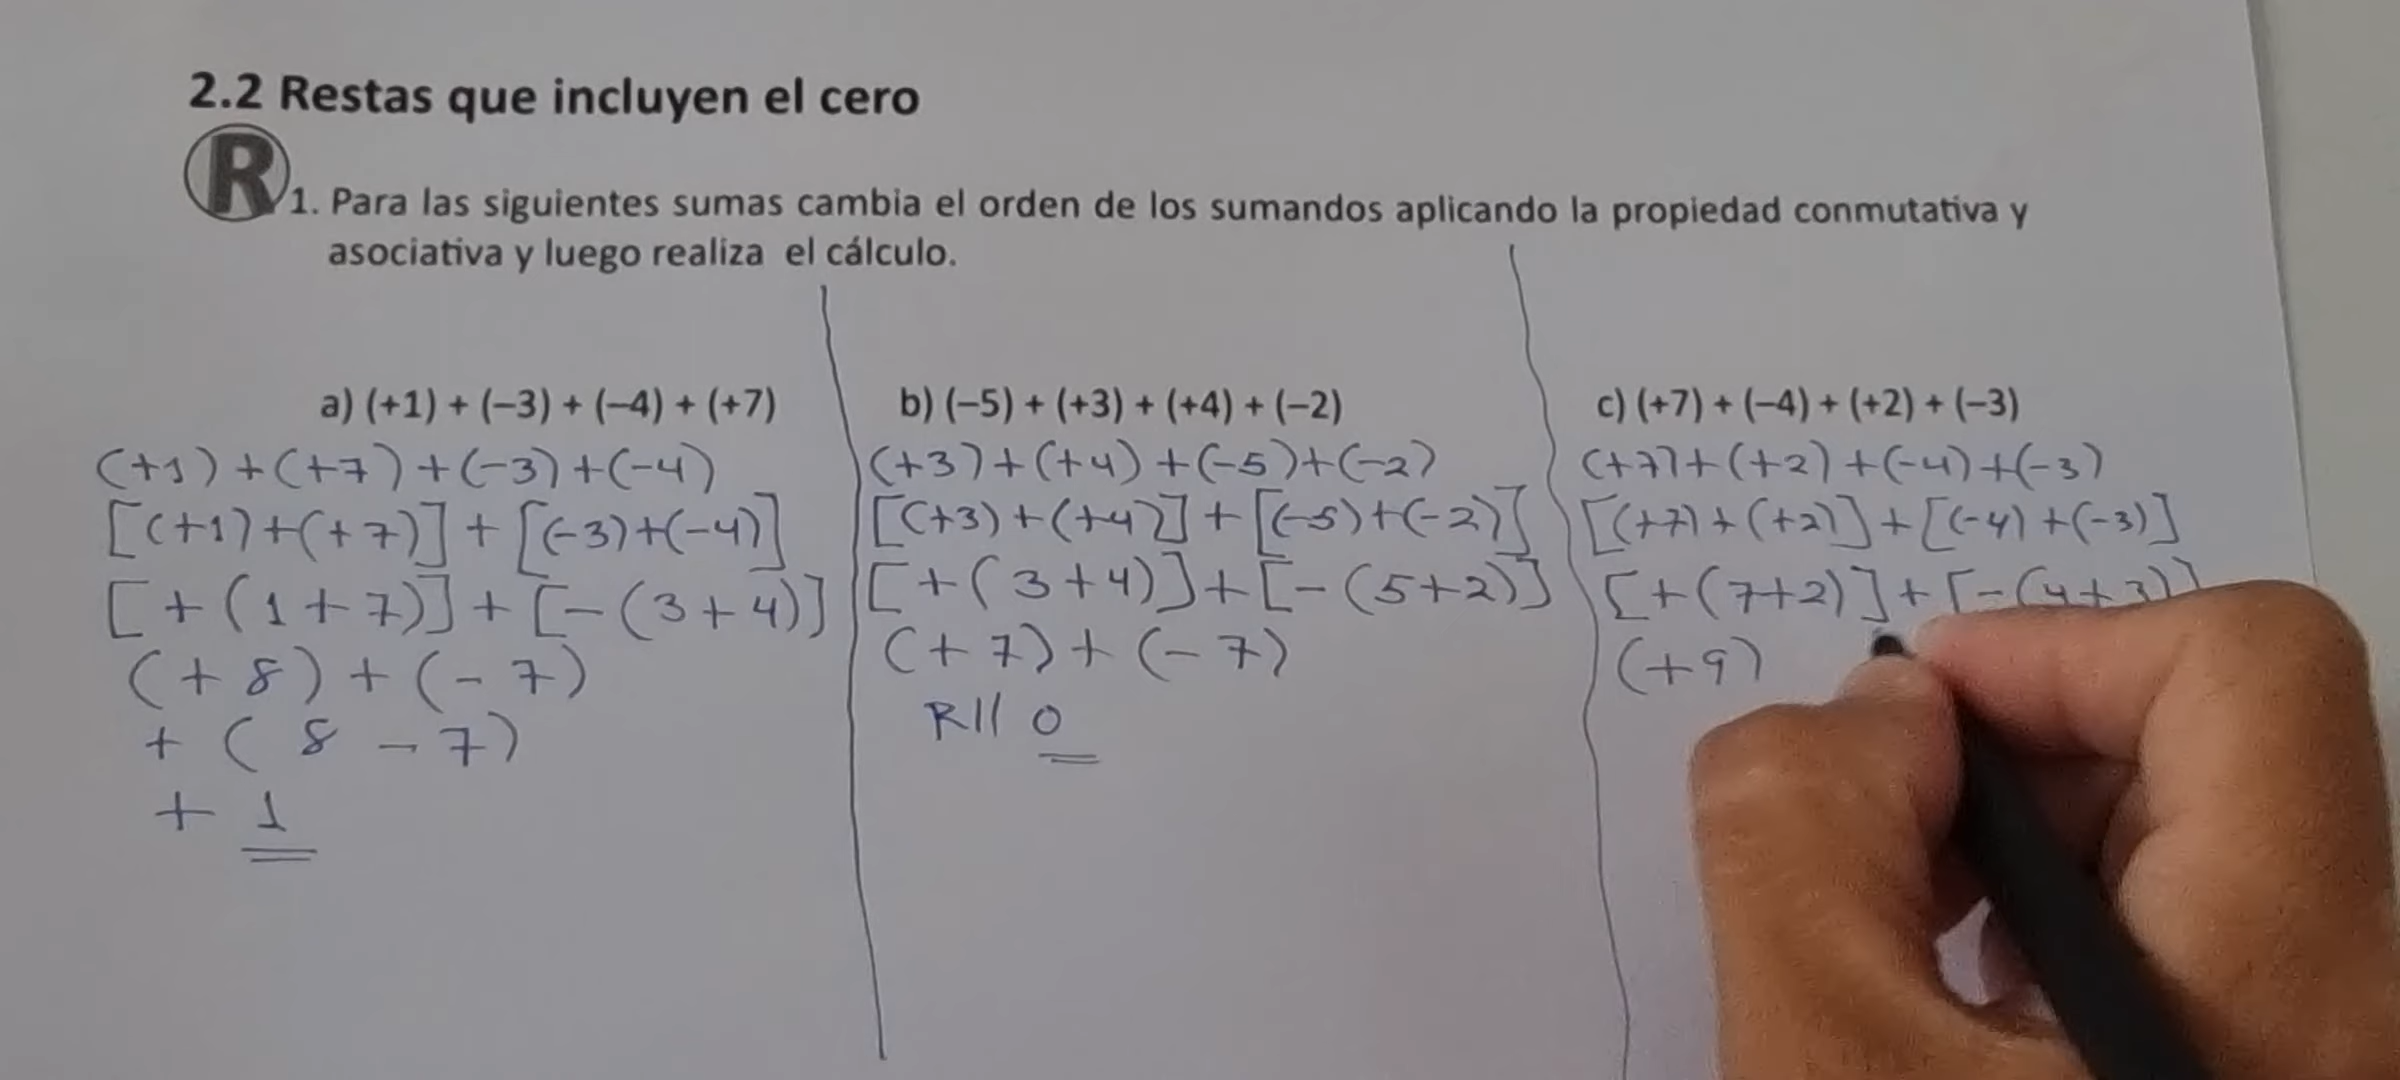 2.2 Restas que incluyen el cero
R
1. Para las siguientes sumas cambia el orden de los sumandos aplicando la propiedad conmutativa y
asociativa y luego realiza el cálculo.
a) (+1) + (−3) + (−4) + (+7)
(+1)+(+7)+(-3)+(-4)
[(+1)+(+7)]+[(-3)+(-4)]
[+(1+7)]+[-(3+4)]
(+8)+(-7)
+(8-7)
+1
b) (−5) + (+3) + (+4) + (−2)
(+3)+(+4)+(-5)+(-2)
[(+3)+(+4)]+[(-5)+(-2)]
[+(3+4)]+[-(5+2)]
(+7)+(-7)
R// 0
c) (+7) + (−4) + (+2) + (−3)
(+7)+(+2)+(-4)+(-3)
[(+7)+(+2)]+[(-4)+(-3)]
[+(7+2)]+[-(4+3)]
(+9)